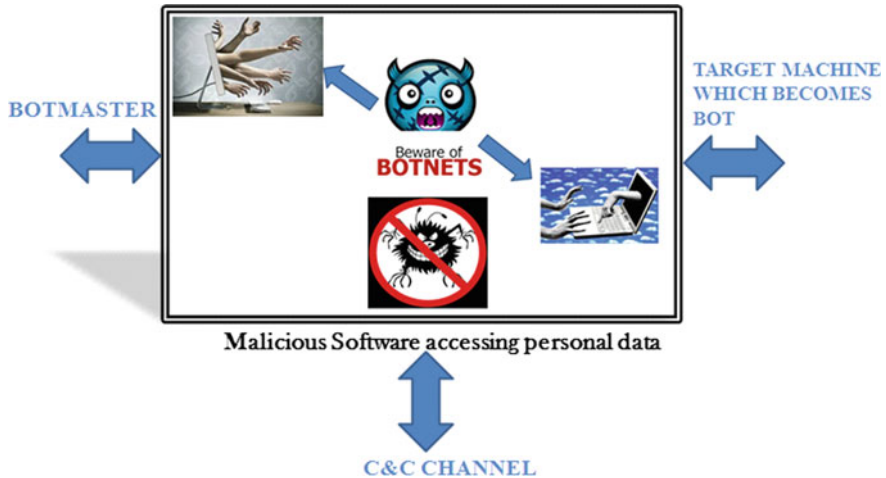 BOTMASTER
Beware of
BOTNETS
TARGET MACHINE
WHICH BECOMES
BOT
Malicious Software accessing personal data
C&C CHANNEL